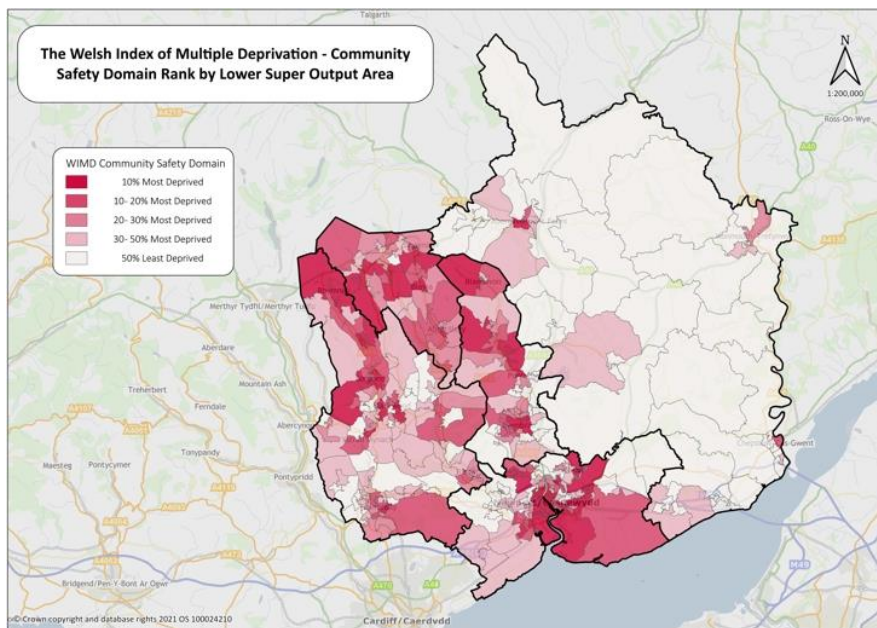 Talgarth
The Welsh Index of Multiple Deprivation - Community
Safety Domain Rank by Lower Super Output Area
N
1:200,000
Ross-On-Wye
WIMD Community Safety Domain
10% Most Deprived
10- 20% Most Deprived
20- 30% Most Deprived
30- 50% Most Deprived
50% Least Deprived
Merthyr Tydfil/Merthyr
Aberdare
Treherbert
Mountain Ash
Ferndale
Maesteg
Pontycymer
Tonypandy
Pontypridd
M49
Bridgend/Pen-Y-Bont Ar Ogwr
© Crown copyright and database rights 2021 OS 100024210
Cardiff/Caerdydd